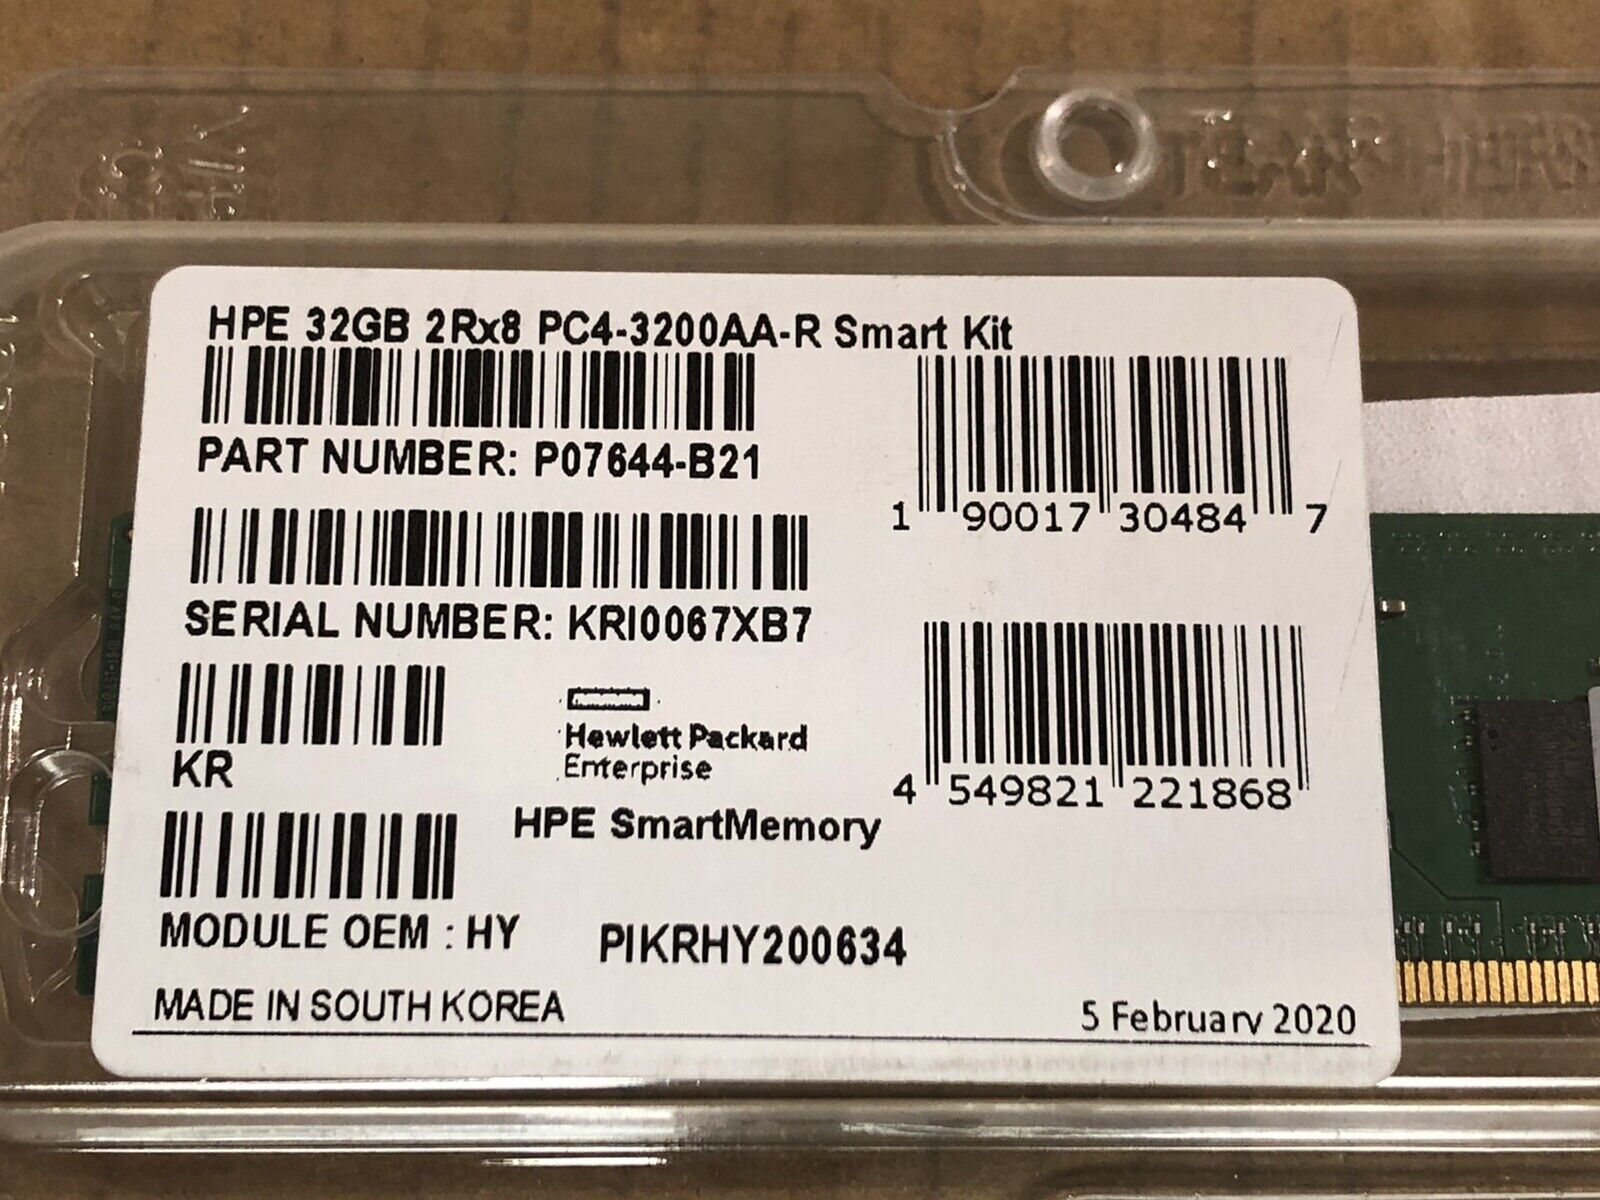 HPE 32GB 2Rx8 PC4-3200AA-R Smart Kit
PART NUMBER: P07644-B21
1 90017 30484 7
SERIAL NUMBER: KRI0067XB7
KR
Hewlett Packard
Enterprise
4 549821 221868
HPE SmartMemory
MODULE OEM : HY
PIKRHY200634
MADE IN SOUTH KOREA
5 February 2020